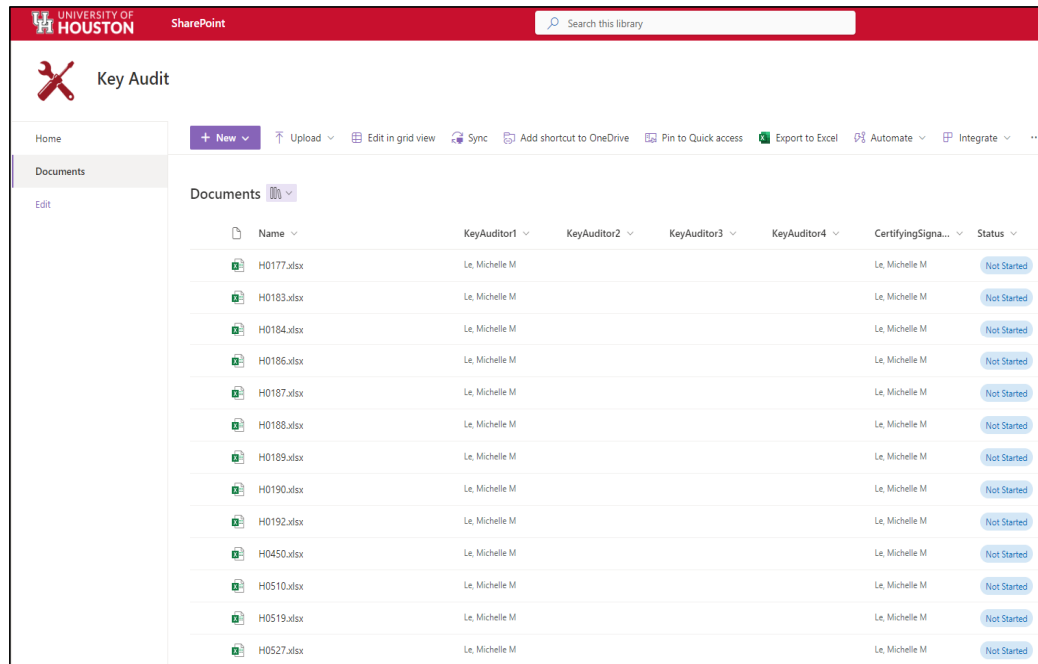 UNIVERSITY OF
HOUSTON
SharePoint
Search this library
Key Audit
Home
Documents
Edit
+ New
Upload
Edit in grid view
Sync
Add shortcut to OneDrive
Pin to Quick access
Export to Excel
Automate
Integrate
...
Documents
Name KeyAuditor1 KeyAuditor2 KeyAuditor3 KeyAuditor4 CertifyingSigna... Status
H0177.xlsx Le, Michelle M Le, Michelle M Not Started
H0183.xlsx Le, Michelle M Le, Michelle M Not Started
H0184.xlsx Le, Michelle M Le, Michelle M Not Started
H0186.xlsx Le, Michelle M Le, Michelle M Not Started
H0187.xlsx Le, Michelle M Le, Michelle M Not Started
H0188.xlsx Le, Michelle M Le, Michelle M Not Started
H0189.xlsx Le, Michelle M Le, Michelle M Not Started
H0190.xlsx Le, Michelle M Le, Michelle M Not Started
H0192.xlsx Le, Michelle M Le, Michelle M Not Started
H0450.xlsx Le, Michelle M Le, Michelle M Not Started
H0510.xlsx Le, Michelle M Le, Michelle M Not Started
H0519.xlsx Le, Michelle M Le, Michelle M Not Started
H0527.xlsx Le, Michelle M Le, Michelle M Not Started